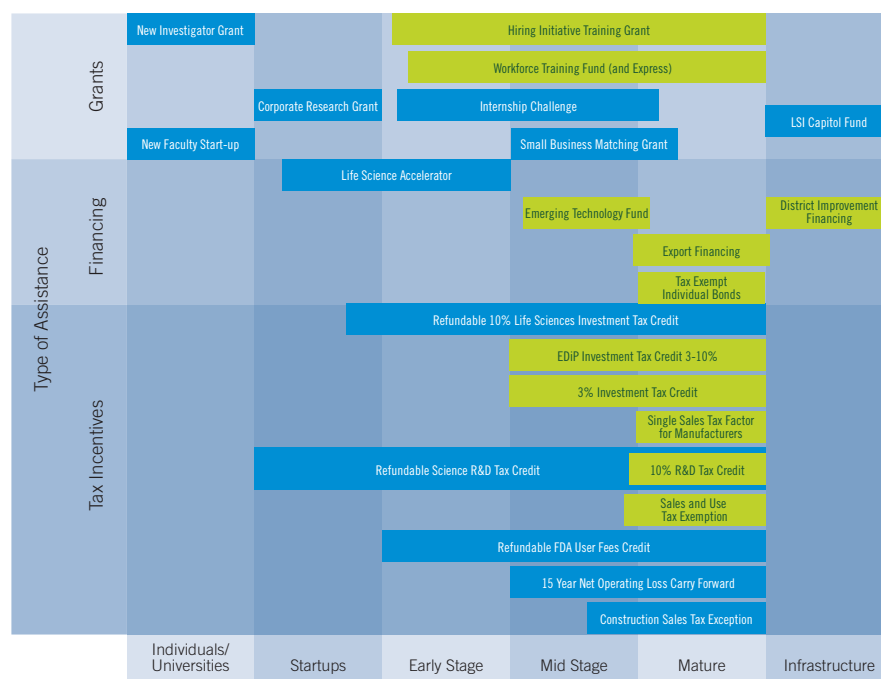 New Investigator Grant
Hiring Initiative Training Grant
Workforce Training Fund (and Express)
Corporate Research Grant
Internship Challenge
LSI Capitol Fund
New Faculty Start-up
Small Business Matching Grant
Grants
Life Science Accelerator
Emerging Technology Fund
District Improvement
Financing
Export Financing
Tax Exempt
Individual Bonds
Financing
Type of Assistance
Refundable 10% Life Sciences Investment Tax Credit
EDiP Investment Tax Credit 3-10%
3% Investment Tax Credit
Single Sales Tax Factor
for Manufacturers
Refundable Science R&D Tax Credit
10% R&D Tax Credit
Sales and Use
Tax Exemption
Refundable FDA User Fees Credit
15 Year Net Operating Loss Carry Forward
Construction Sales Tax Exception
Tax Incentives
Individuals/
Universities
Startups
Early Stage
Mid Stage
Mature
Infrastructure